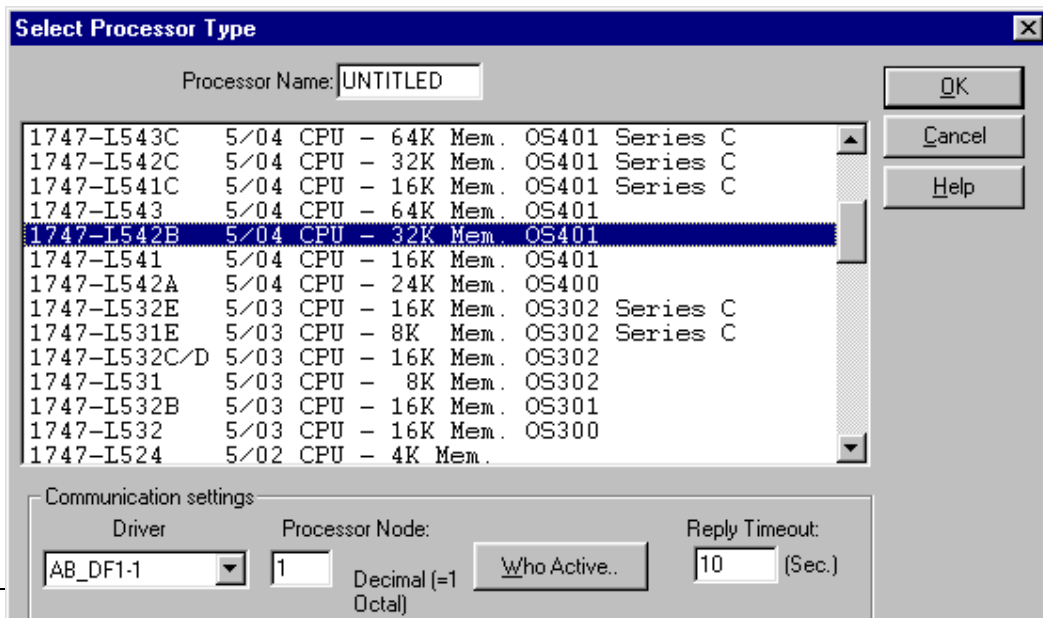 Select Processor Type
Processor Name: UNTITLED
OK
Cancel
Help
1747-L543C 5/04 CPU - 64K Mem. OS401 Series C
1747-L542C 5/04 CPU - 32K Mem. OS401 Series C
1747-L541C 5/04 CPU - 16K Mem. OS401 Series C
1747-L543 5/04 CPU - 64K Mem. OS401
1747-L542B 5/04 CPU - 32K Mem. OS401
1747-L541 5/04 CPU - 16K Mem. OS401
1747-L542A 5/04 CPU - 24K Mem. OS400
1747-L532E 5/03 CPU - 16K Mem. OS302 Series C
1747-L531E 5/03 CPU - 8K Mem. OS302 Series C
1747-L532C/D 5/03 CPU - 16K Mem. OS302
1747-L531 5/03 CPU - 8K Mem. OS302
1747-L532B 5/03 CPU - 16K Mem. OS301
1747-L532 5/03 CPU - 16K Mem. OS300
1747-L524 5/02 CPU - 4K Mem.
Communication settings
Driver
AB_DF1-1
Processor Node:
1
Decimal (=1
Octal)
Who Active..
Reply Timeout:
10 (Sec.)